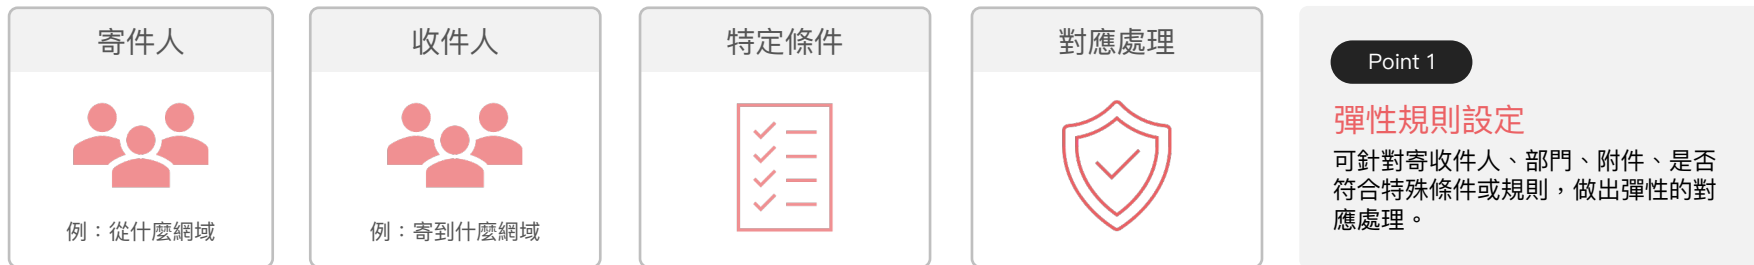 寄件人
例：從什麼網域
收件人
例：寄到什麼網域
特定條件
對應處理
Point 1
彈性規則設定
可針對寄收件人、部門、附件、是否
符合特殊條件或規則，做出彈性的對
應處理。